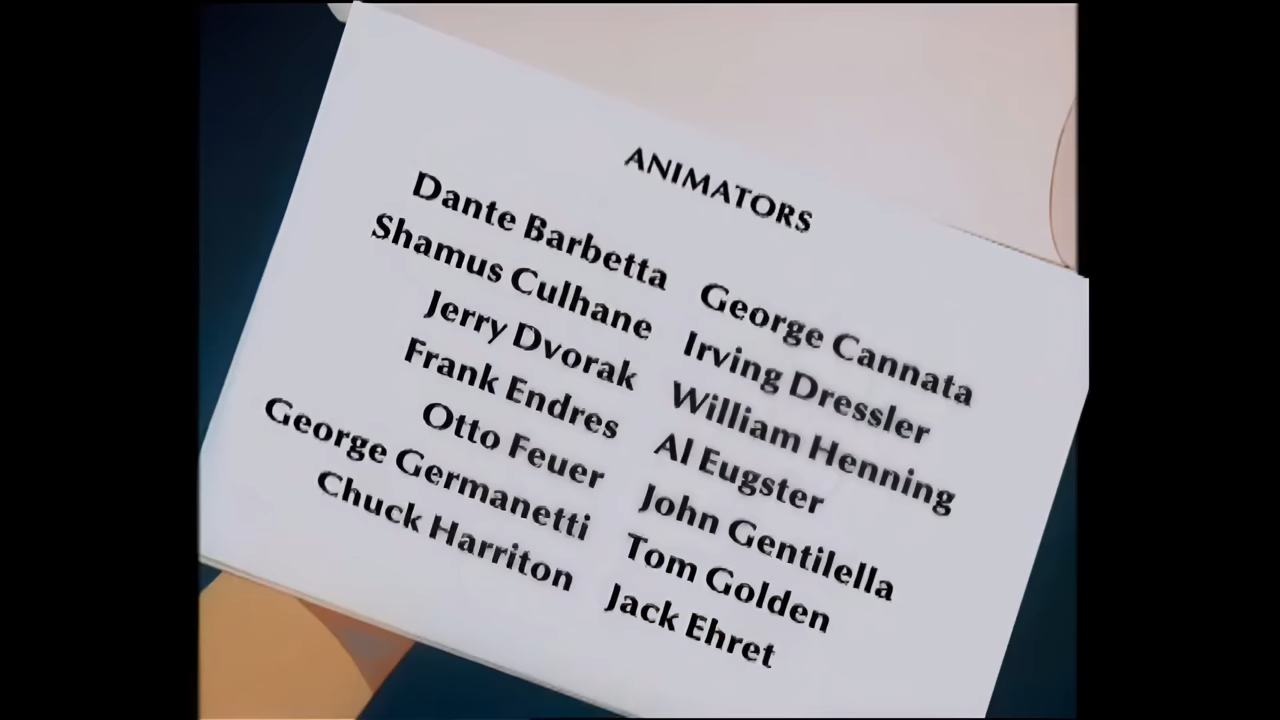 ANIMATORS
Dante Barbetta
George Cannata
Shamus Culhane
Irving Dressler
Jerry Dvorak
William Henning
Frank Endres
Al Eugster
Otto Feuer
John Gentilella
George Germanetti
Tom Golden
Chuck Harriton
Jack Ehret